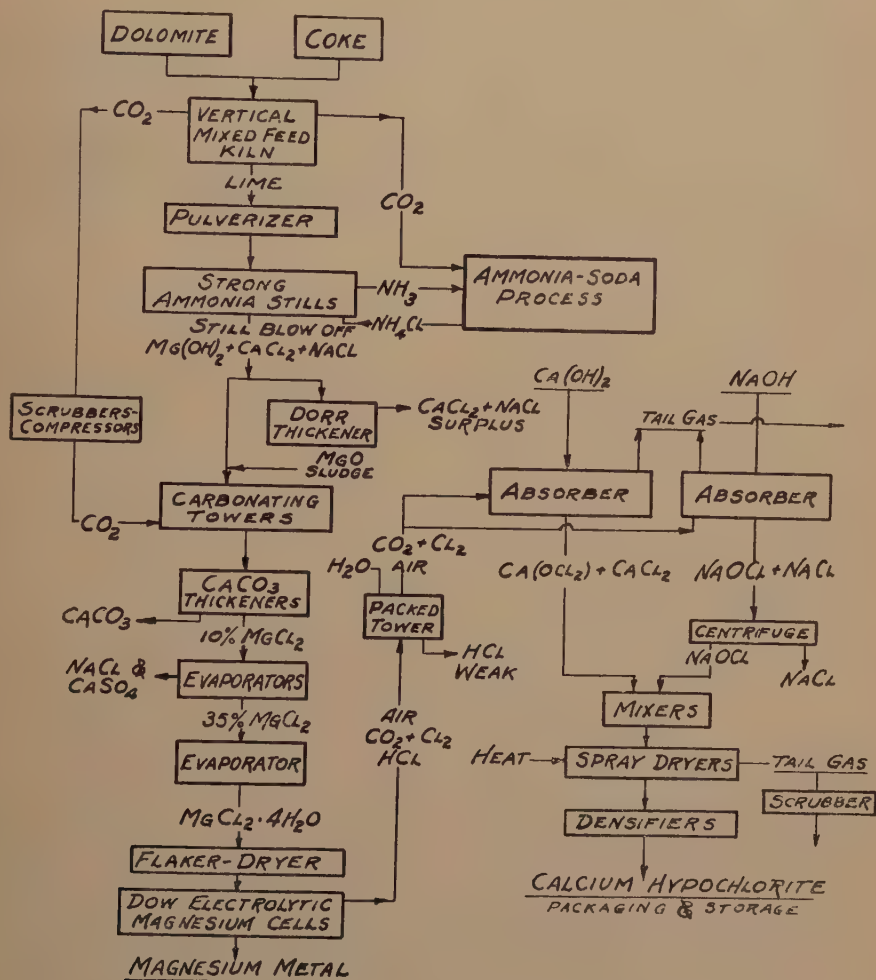 DOLOMITE
COKE
CO2
VERTICAL
MIXED FEED
KILN
LIME
CO2
PULVERIZER
STRONG
AMMONIA STILLS
NH3
NH4CL
AMMONIA-SODA
PROCESS
STILL BLOW OFF
MG(OH)2+CACL2+NACL
SCRUBBERS-
COMPRESSORS
DORR
THICKENER
CACL2+NACL
SURPLUS
MGO
SLUDGE
CA(OH)2
NAOH
TAIL GAS
CO2
CARBONATING
TOWERS
ABSORBER
ABSORBER
CO2+CL2
AIR
H2O
CA(OCL2)+CACL2
NAOCL+NACL
CACO3
THICKENERS
CACO3
10% MGCL2
PACKED
TOWER
HCL
WEAK
CENTRIFUGE
NAOCL
NACL
NACL &
CASO4
EVAPORATORS
35% MGCL2
AIR
CO2+CL2
HCL
MIXERS
EVAPORATOR
HEAT
SPRAY DRYERS
TAIL GAS
SCRUBBER
MGCL2·4H2O
DENSIFIERS
FLAKER-DRYER
DOW ELECTROLYTIC
MAGNESIUM CELLS
CALCIUM HYPOCHLORITE
PACKAGING & STORAGE
MAGNESIUM METAL